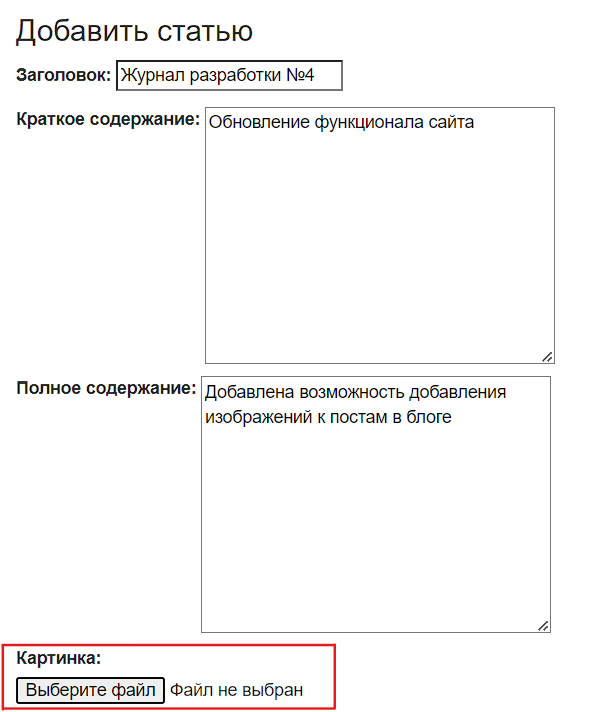 Добавить статью
Заголовок: Журнал разработки №4
Краткое содержание: Обновление функционала сайта
Полное содержание: Добавлена возможность добавления
изображений к постам в блоге
Картинка:
Выберите файл Файл не выбран